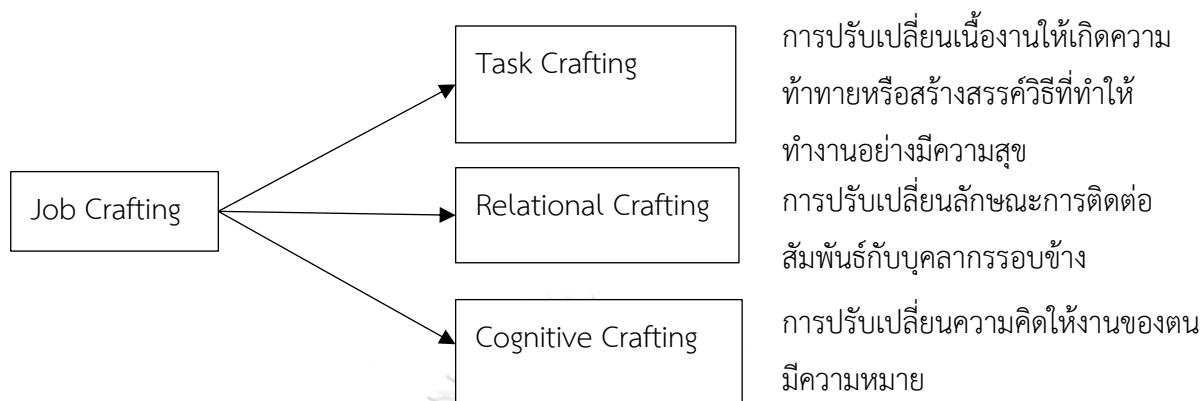 Job Crafting
Task Crafting
การปรับเปลี่ยนเนื้องานให้เกิดความ
ท้าทายหรือสร้างสรรค์วิธีที่ทำให้
ทำงานอย่างมีความสุข
Relational Crafting
การปรับเปลี่ยนลักษณะการติดต่อ
สัมพันธ์กับบุคลากรรอบข้าง
Cognitive Crafting
การปรับเปลี่ยนความคิดให้งานของตน
มีความหมาย